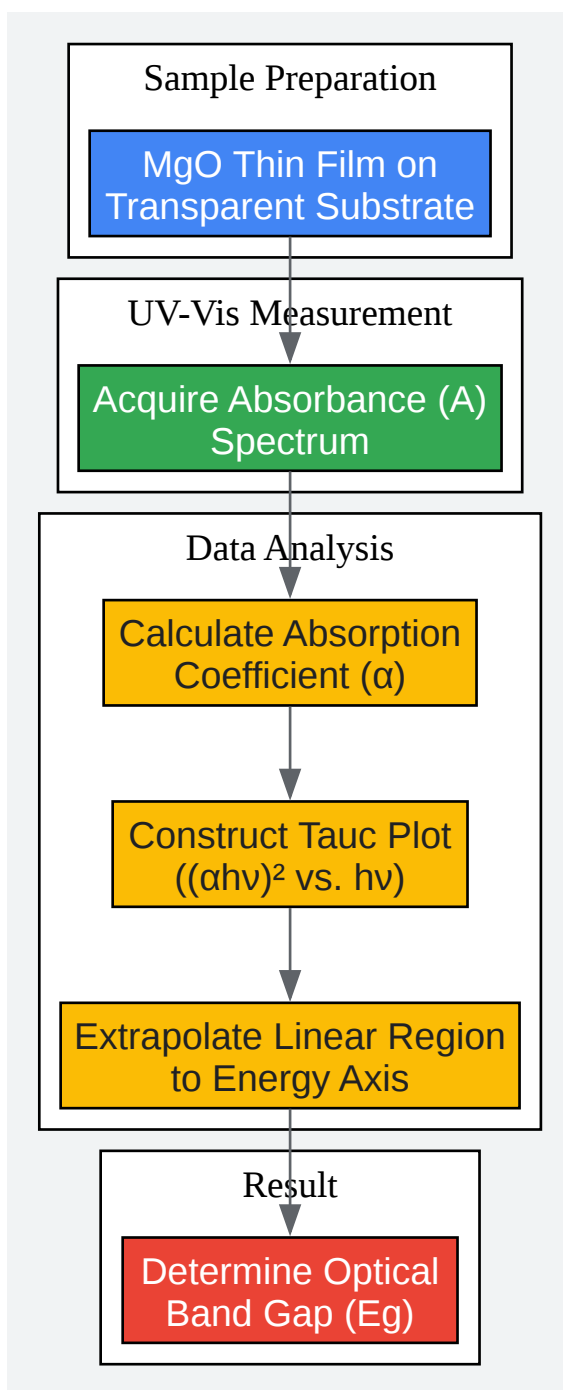 Sample Preparation
MgO Thin Film on
Transparent Substrate
UV-Vis Measurement
Acquire Absorbance (A)
Spectrum
Data Analysis
Calculate Absorption
Coefficient (α)
Construct Tauc Plot
((αhν)² vs. hν)
Extrapolate Linear Region
to Energy Axis
Result
Determine Optical
Band Gap (Eg)